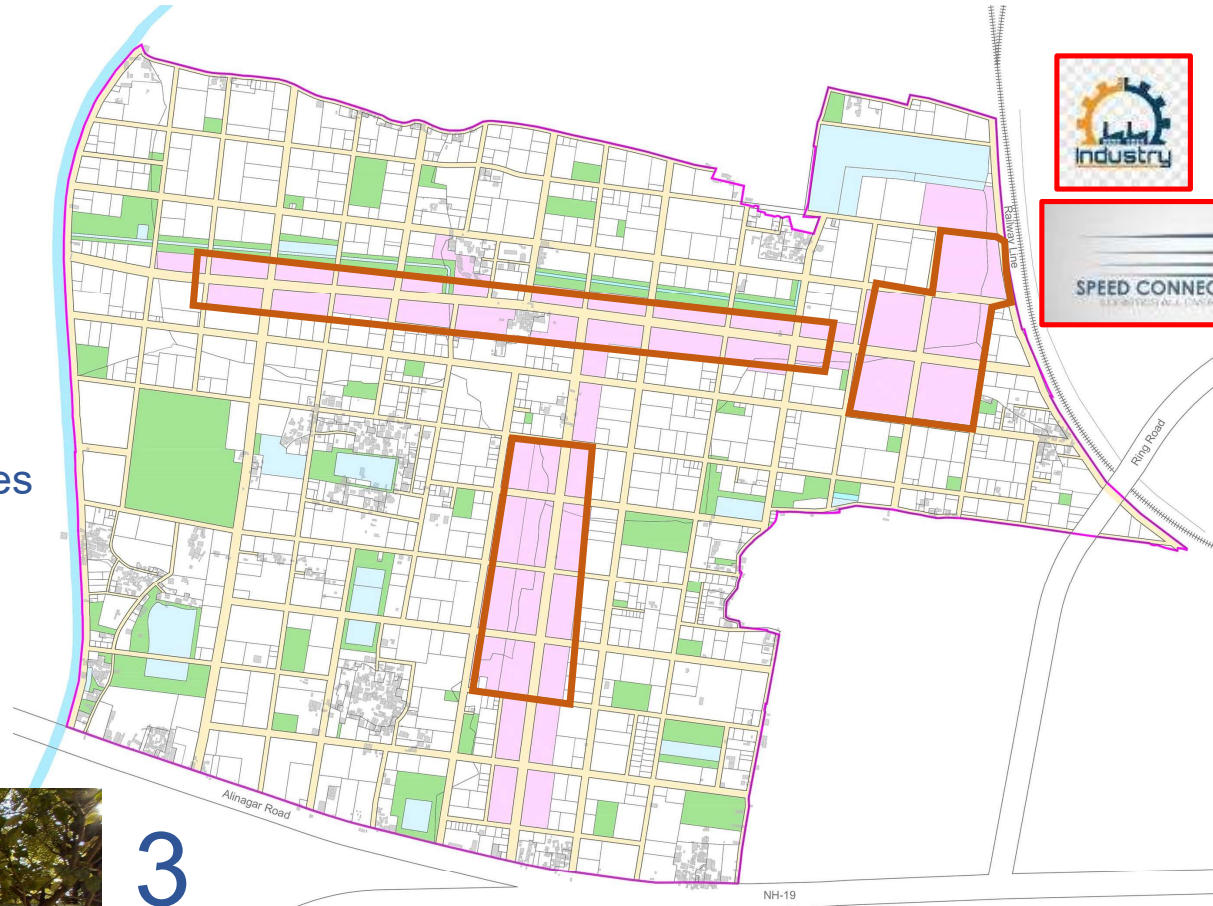 Industry
Railway Line
SPEED CONNEC
es
Ring Road
Alinagar Road
3
NH-19